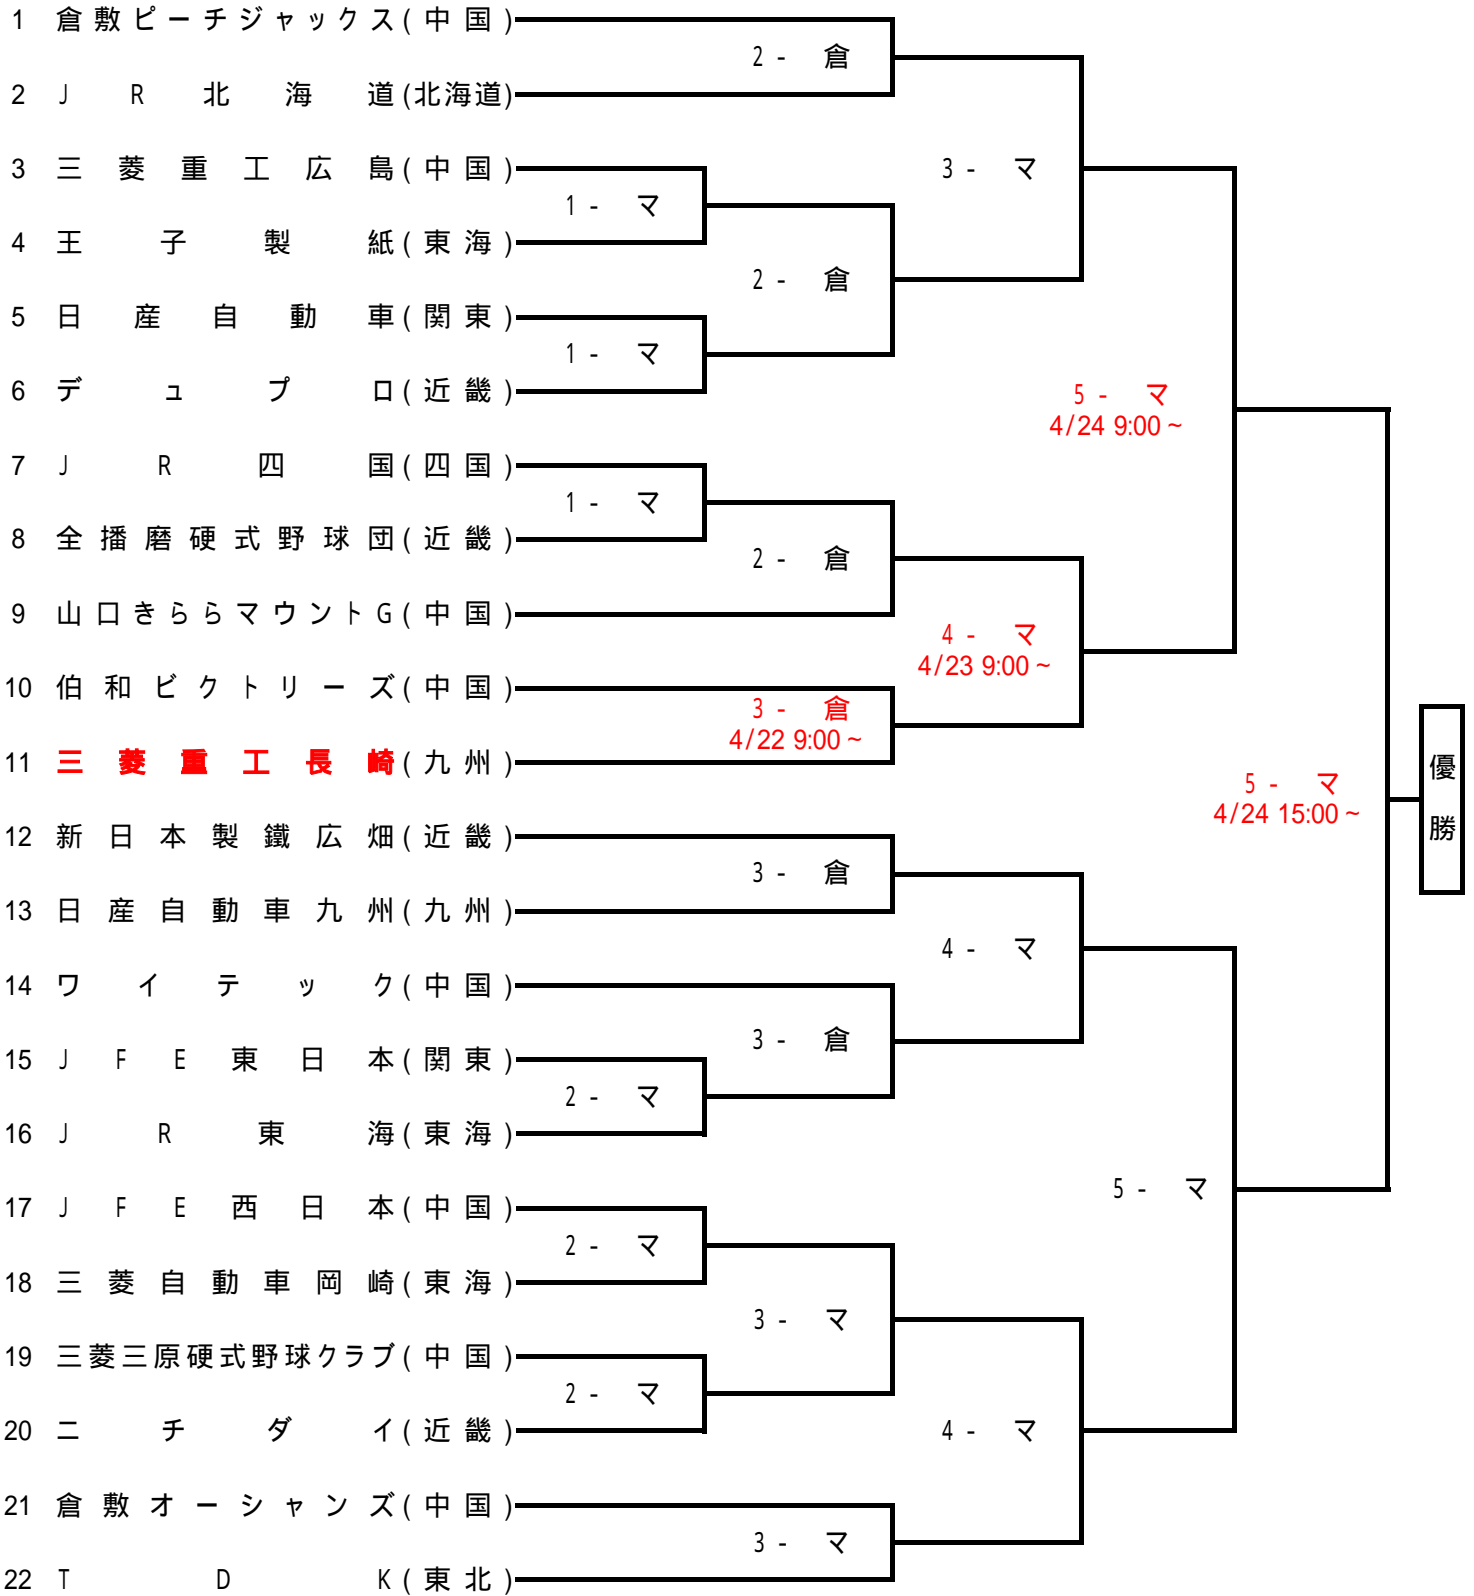 1 倉敷ピーチジャックス(中国)
2 - 倉
2 JR北海道(北海道)
3 三菱重工広島(中国)
3 - マ
1 - マ
4 王子製紙(東海)
2 - 倉
5 日産自動車(関東)
1 - マ
6 デュプロ(近畿)
5 - マ
4/24 9:00 ~
7 JR四国(四国)
1 - マ
8 全播磨硬式野球団(近畿)
2 - 倉
9 山口きららマウントG(中国)
4 - マ
4/23 9:00 ~
10 伯和ビクトリーズ(中国)
3 - 倉
4/22 9:00 ~
11 三菱重工長崎(九州)
5 - マ
4/24 15:00 ~
優勝
12 新日本製鐵広畑(近畿)
3 - 倉
13 日産自動車九州(九州)
4 - マ
14 ワイテック(中国)
3 - 倉
15 JFE東日本(関東)
2 - マ
16 JR東海(東海)
5 - マ
17 JFE西日本(中国)
2 - マ
18 三菱自動車岡崎(東海)
3 - マ
19 三菱三原硬式野球クラブ(中国)
2 - マ
20 ニチダイ(近畿)
4 - マ
21 倉敷オーシャンズ(中国)
3 - マ
22 TDK(東北)